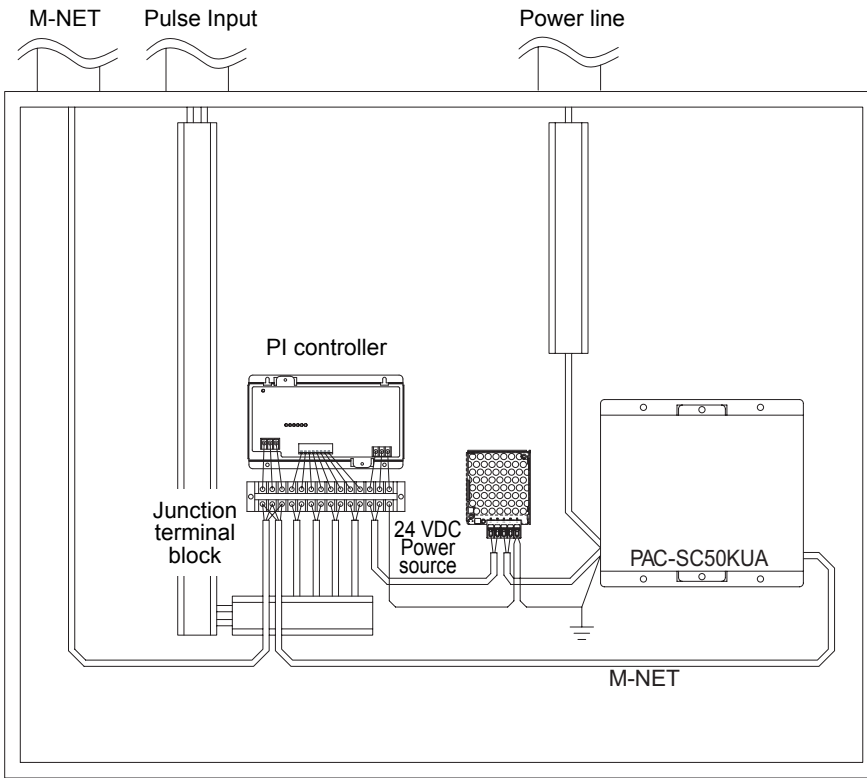 M-NET
Pulse Input
Power line
PI controller
Junction
terminal
block
24 VDC
Power
source
PAC-SC50KUA
M-NET